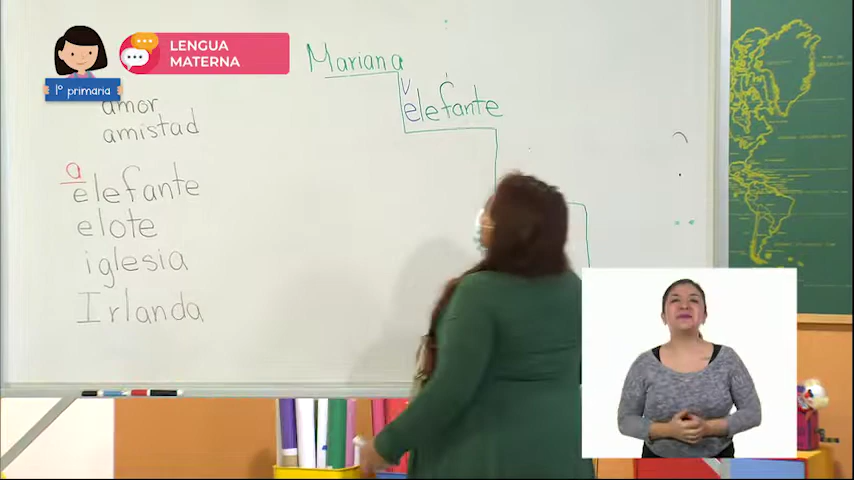 LENGUA
MATERNA
1° primaria
amor
amistad
a
elefante
elote
iglesia
Irlanda
Mariana
elefante